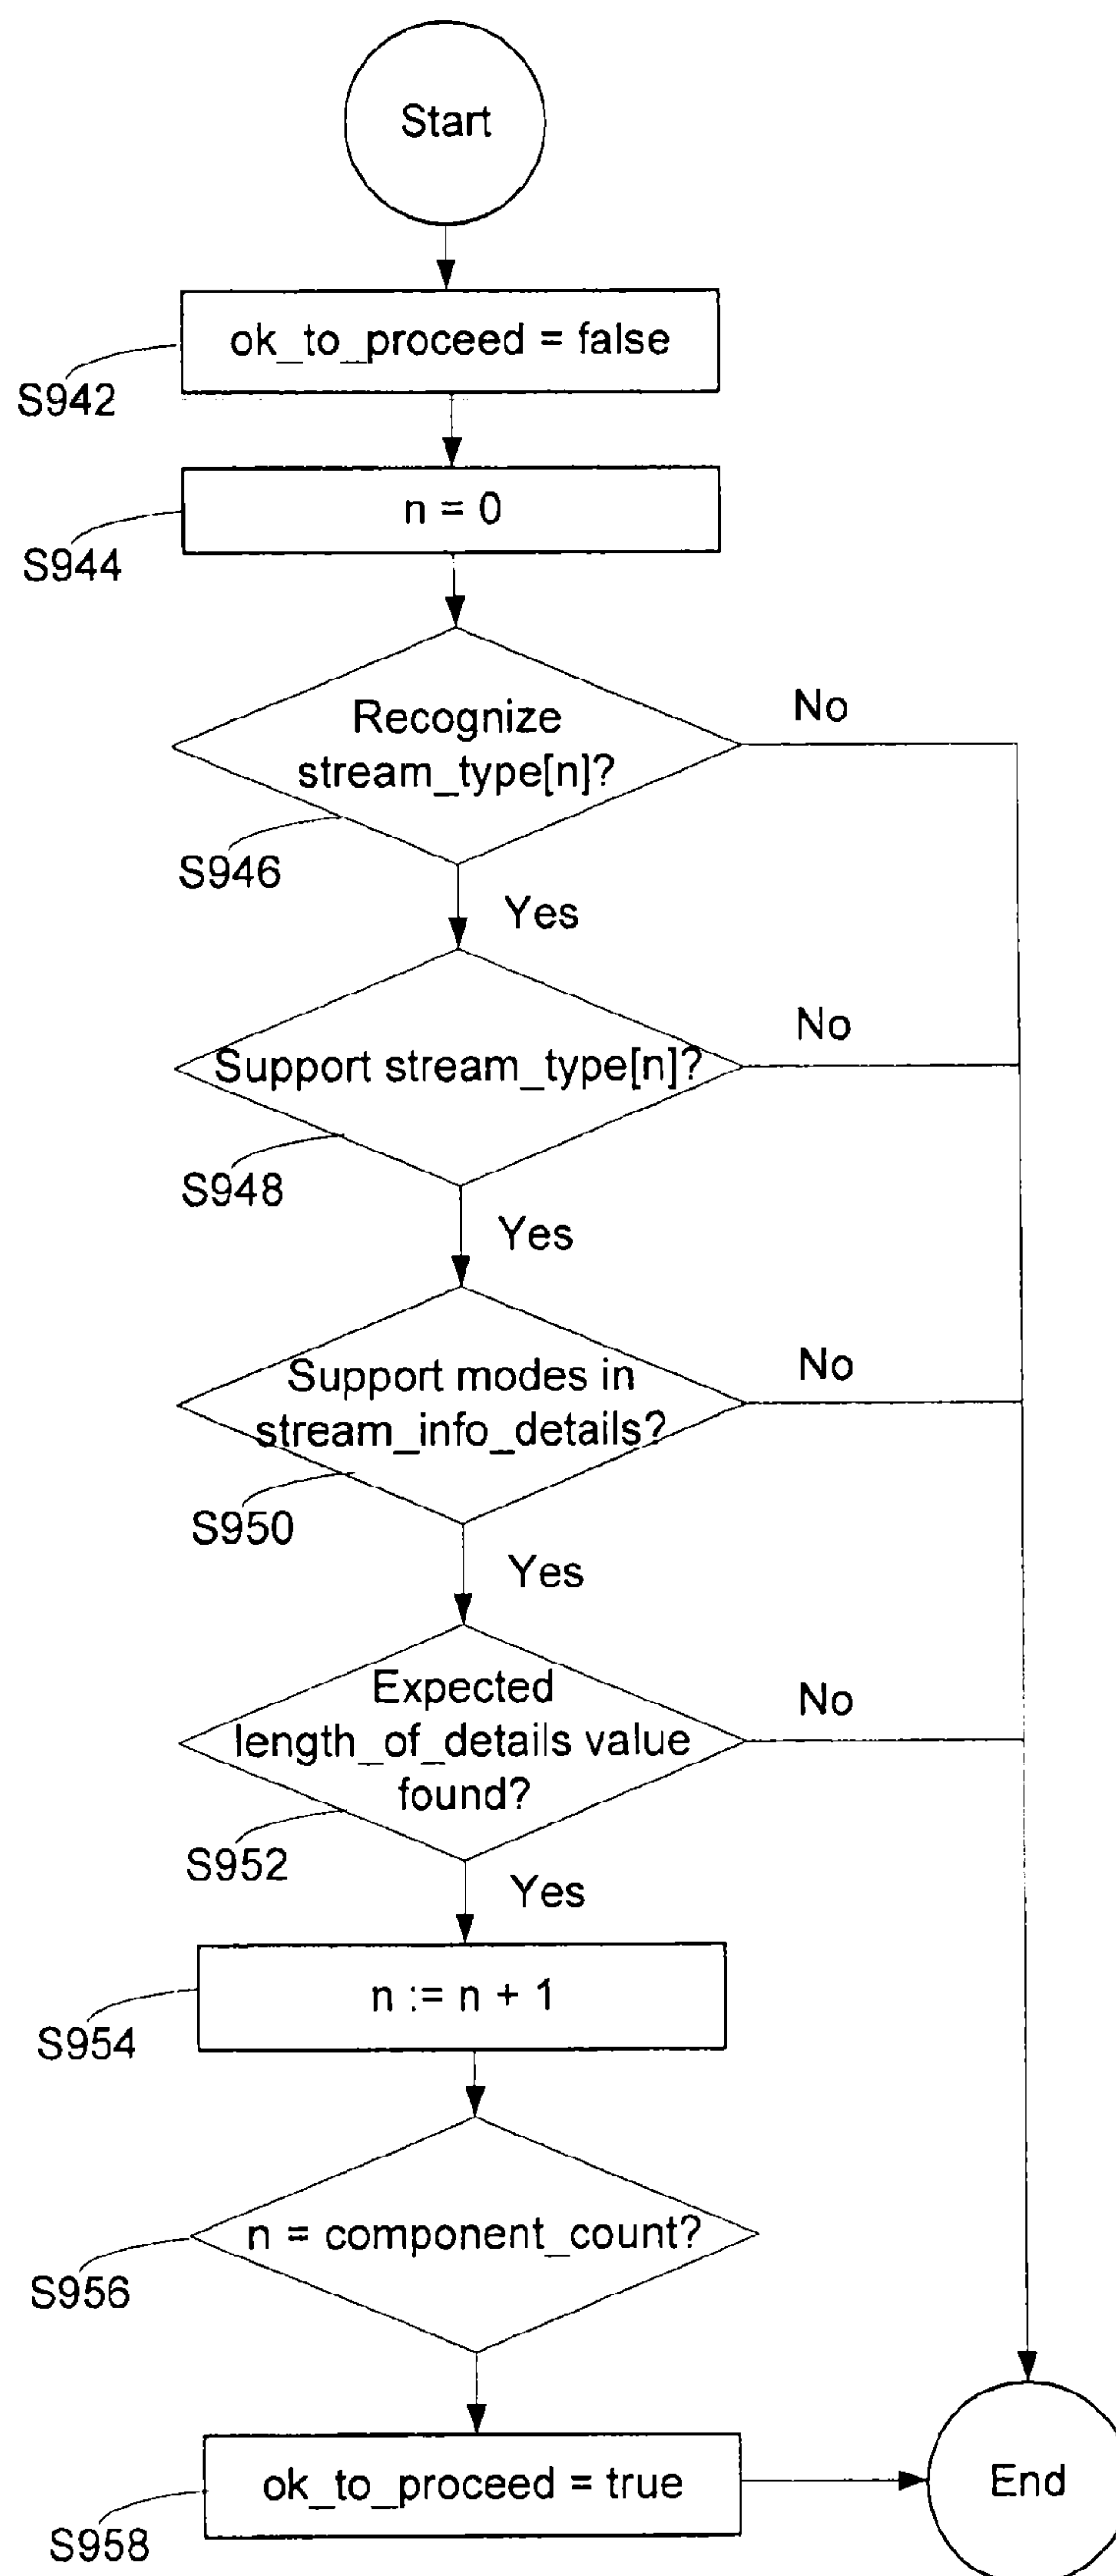 Start
ok_to_proceed = false
S942
n = 0
S944
Recognize
stream_type[n]?
No
S946
Yes
Support stream_type[n]?
No
S948
Yes
Support modes in
stream_info_details?
No
S950
Yes
Expected
length_of_details value
found?
No
S952
Yes
n := n + 1
S954
n = component_count?
S956
ok_to_proceed = true
End
S958